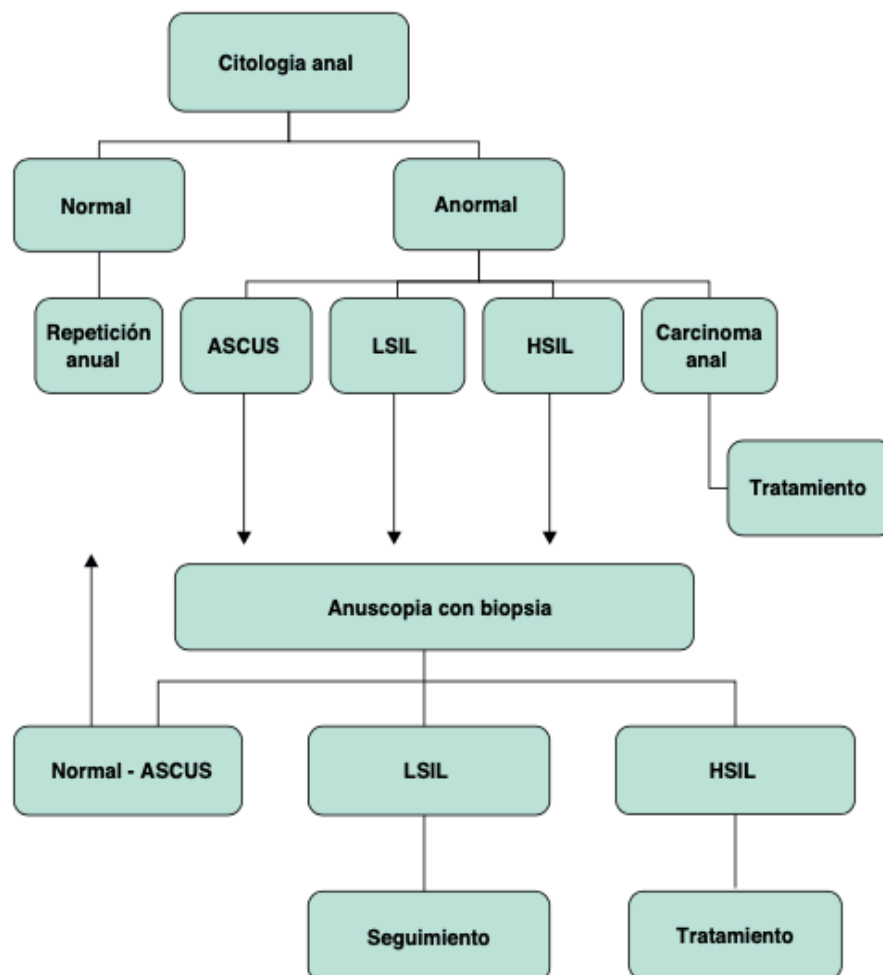 Citologia anal
Normal
Anormal
Repetición
anual
ASCUS
LSIL
HSIL
Carcinoma
anal
Tratamiento
Anuscopia con biopsia
Normal - ASCUS
LSIL
HSIL
Seguimiento
Tratamiento